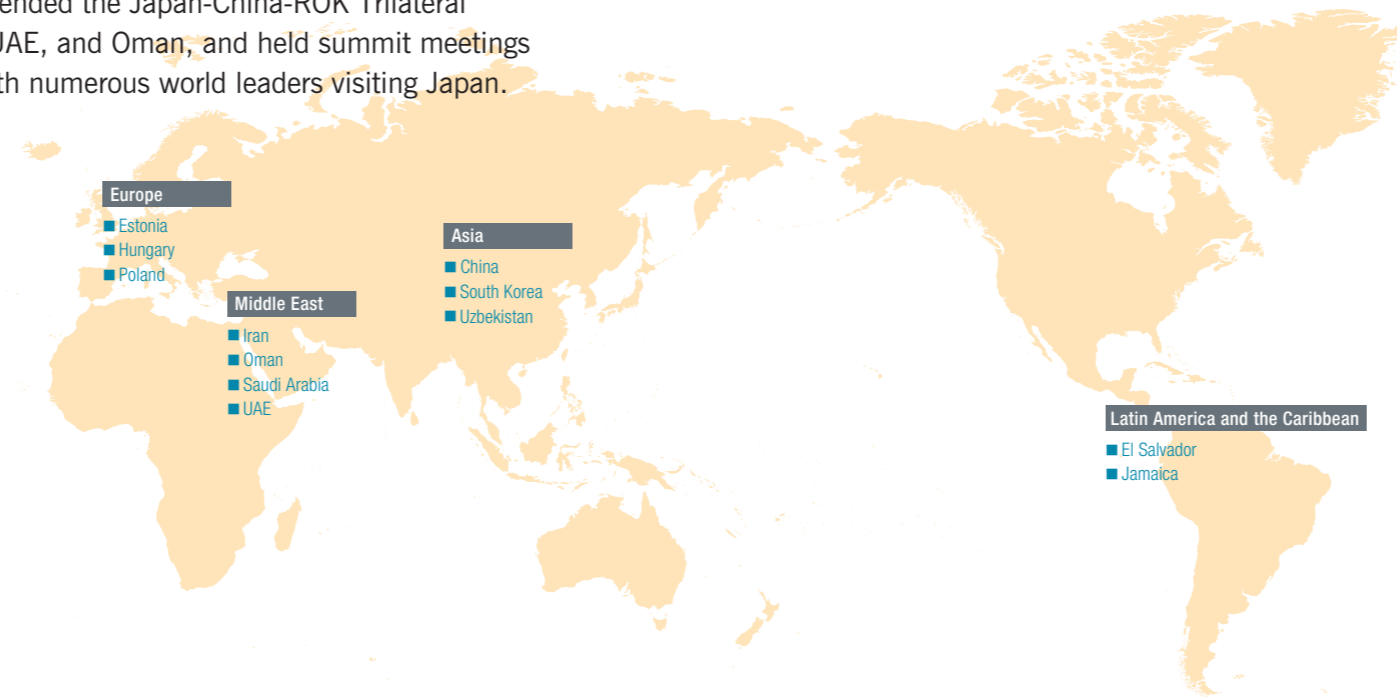 the Japan-China-ROK Trilateral
UAE, and Oman, and held summit meetings
numerous world leaders visiting Japan.
Europe
Estonia
Hungary
Poland
Asia
China
South Korea
Uzbekistan
Middle East
Iran
Oman
Saudi Arabia
UAE
Latin America and the Caribbean
El Salvador
Jamaica